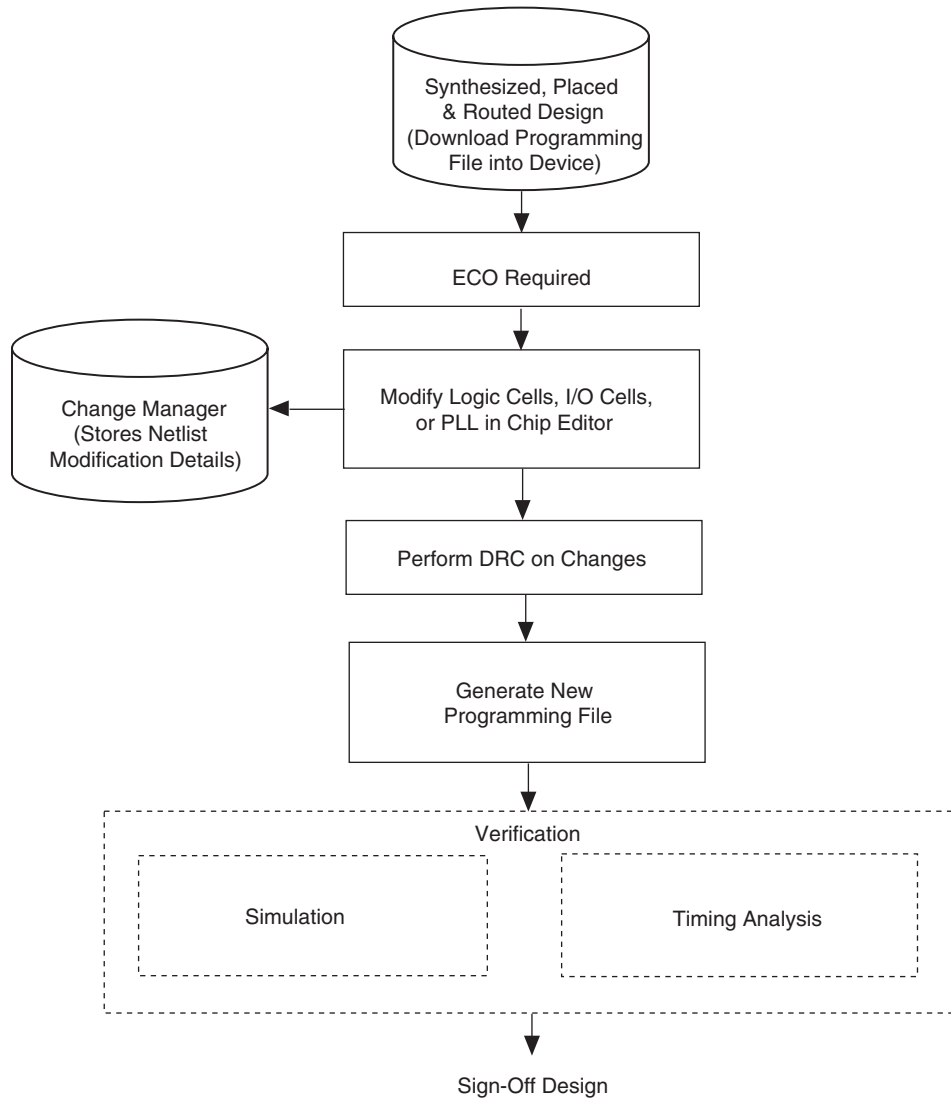 Synthesized, Placed
& Routed Design
(Download Programming
File into Device)
ECO Required
Modify Logic Cells, I/O Cells,
or PLL in Chip Editor
Change Manager
(Stores Netlist
Modification Details)
Perform DRC on Changes
Generate New
Programming File
Verification
Simulation
Timing Analysis
Sign-Off Design